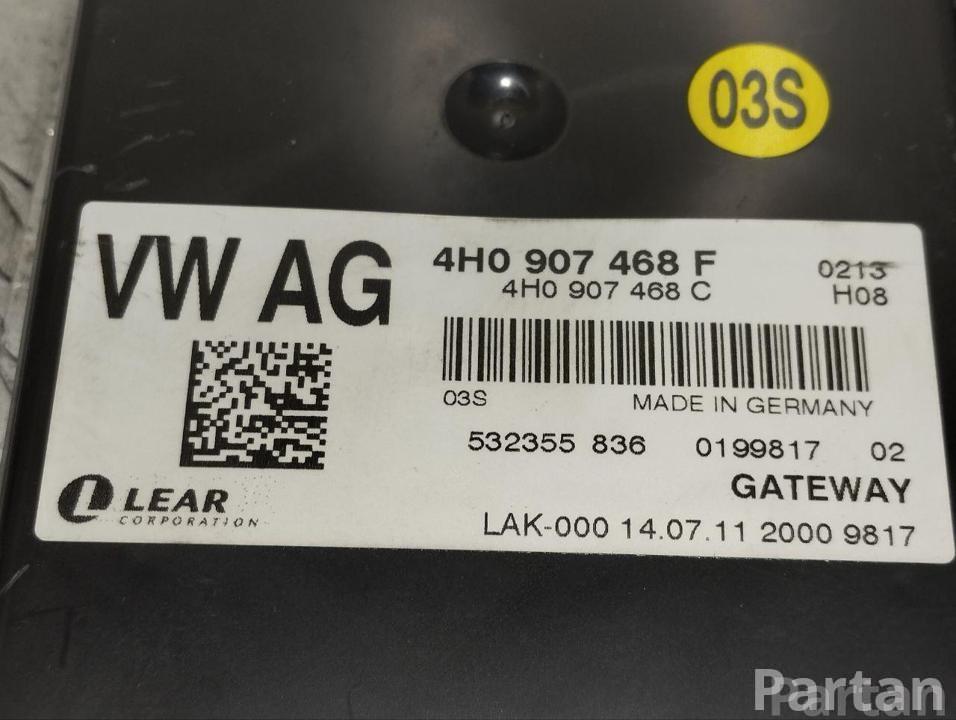 03S
VW AG
4H0 907 468 F 0213
4H0 907 468 C H08
03S MADE IN GERMANY
532355 836 0199817 02
GATEWAY
LEAR
CORPORATION
LAK-000 14.07.11 2000 9817
Partan